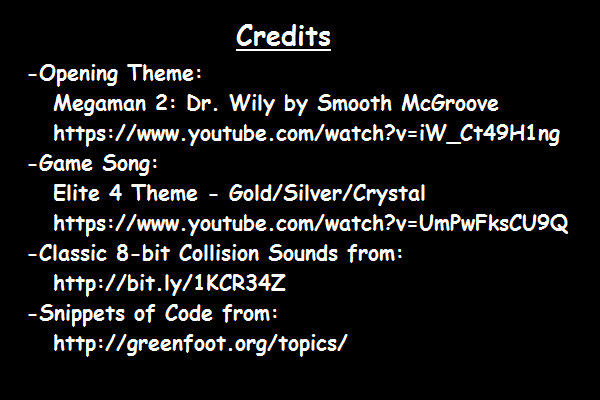 Credits
-Opening Theme:
Megaman 2: Dr. Wily by Smooth McGroove
https://www.youtube.com/watch?v=iW_Ct49H1ng
-Game Song:
Elite 4 Theme - Gold/Silver/Crystal
https://www.youtube.com/watch?v=UmPwFksCU9Q
-Classic 8-bit Collision Sounds from:
http://bit.ly/1KCR34Z
-Snippets of Code from:
http://greenfoot.org/topics/